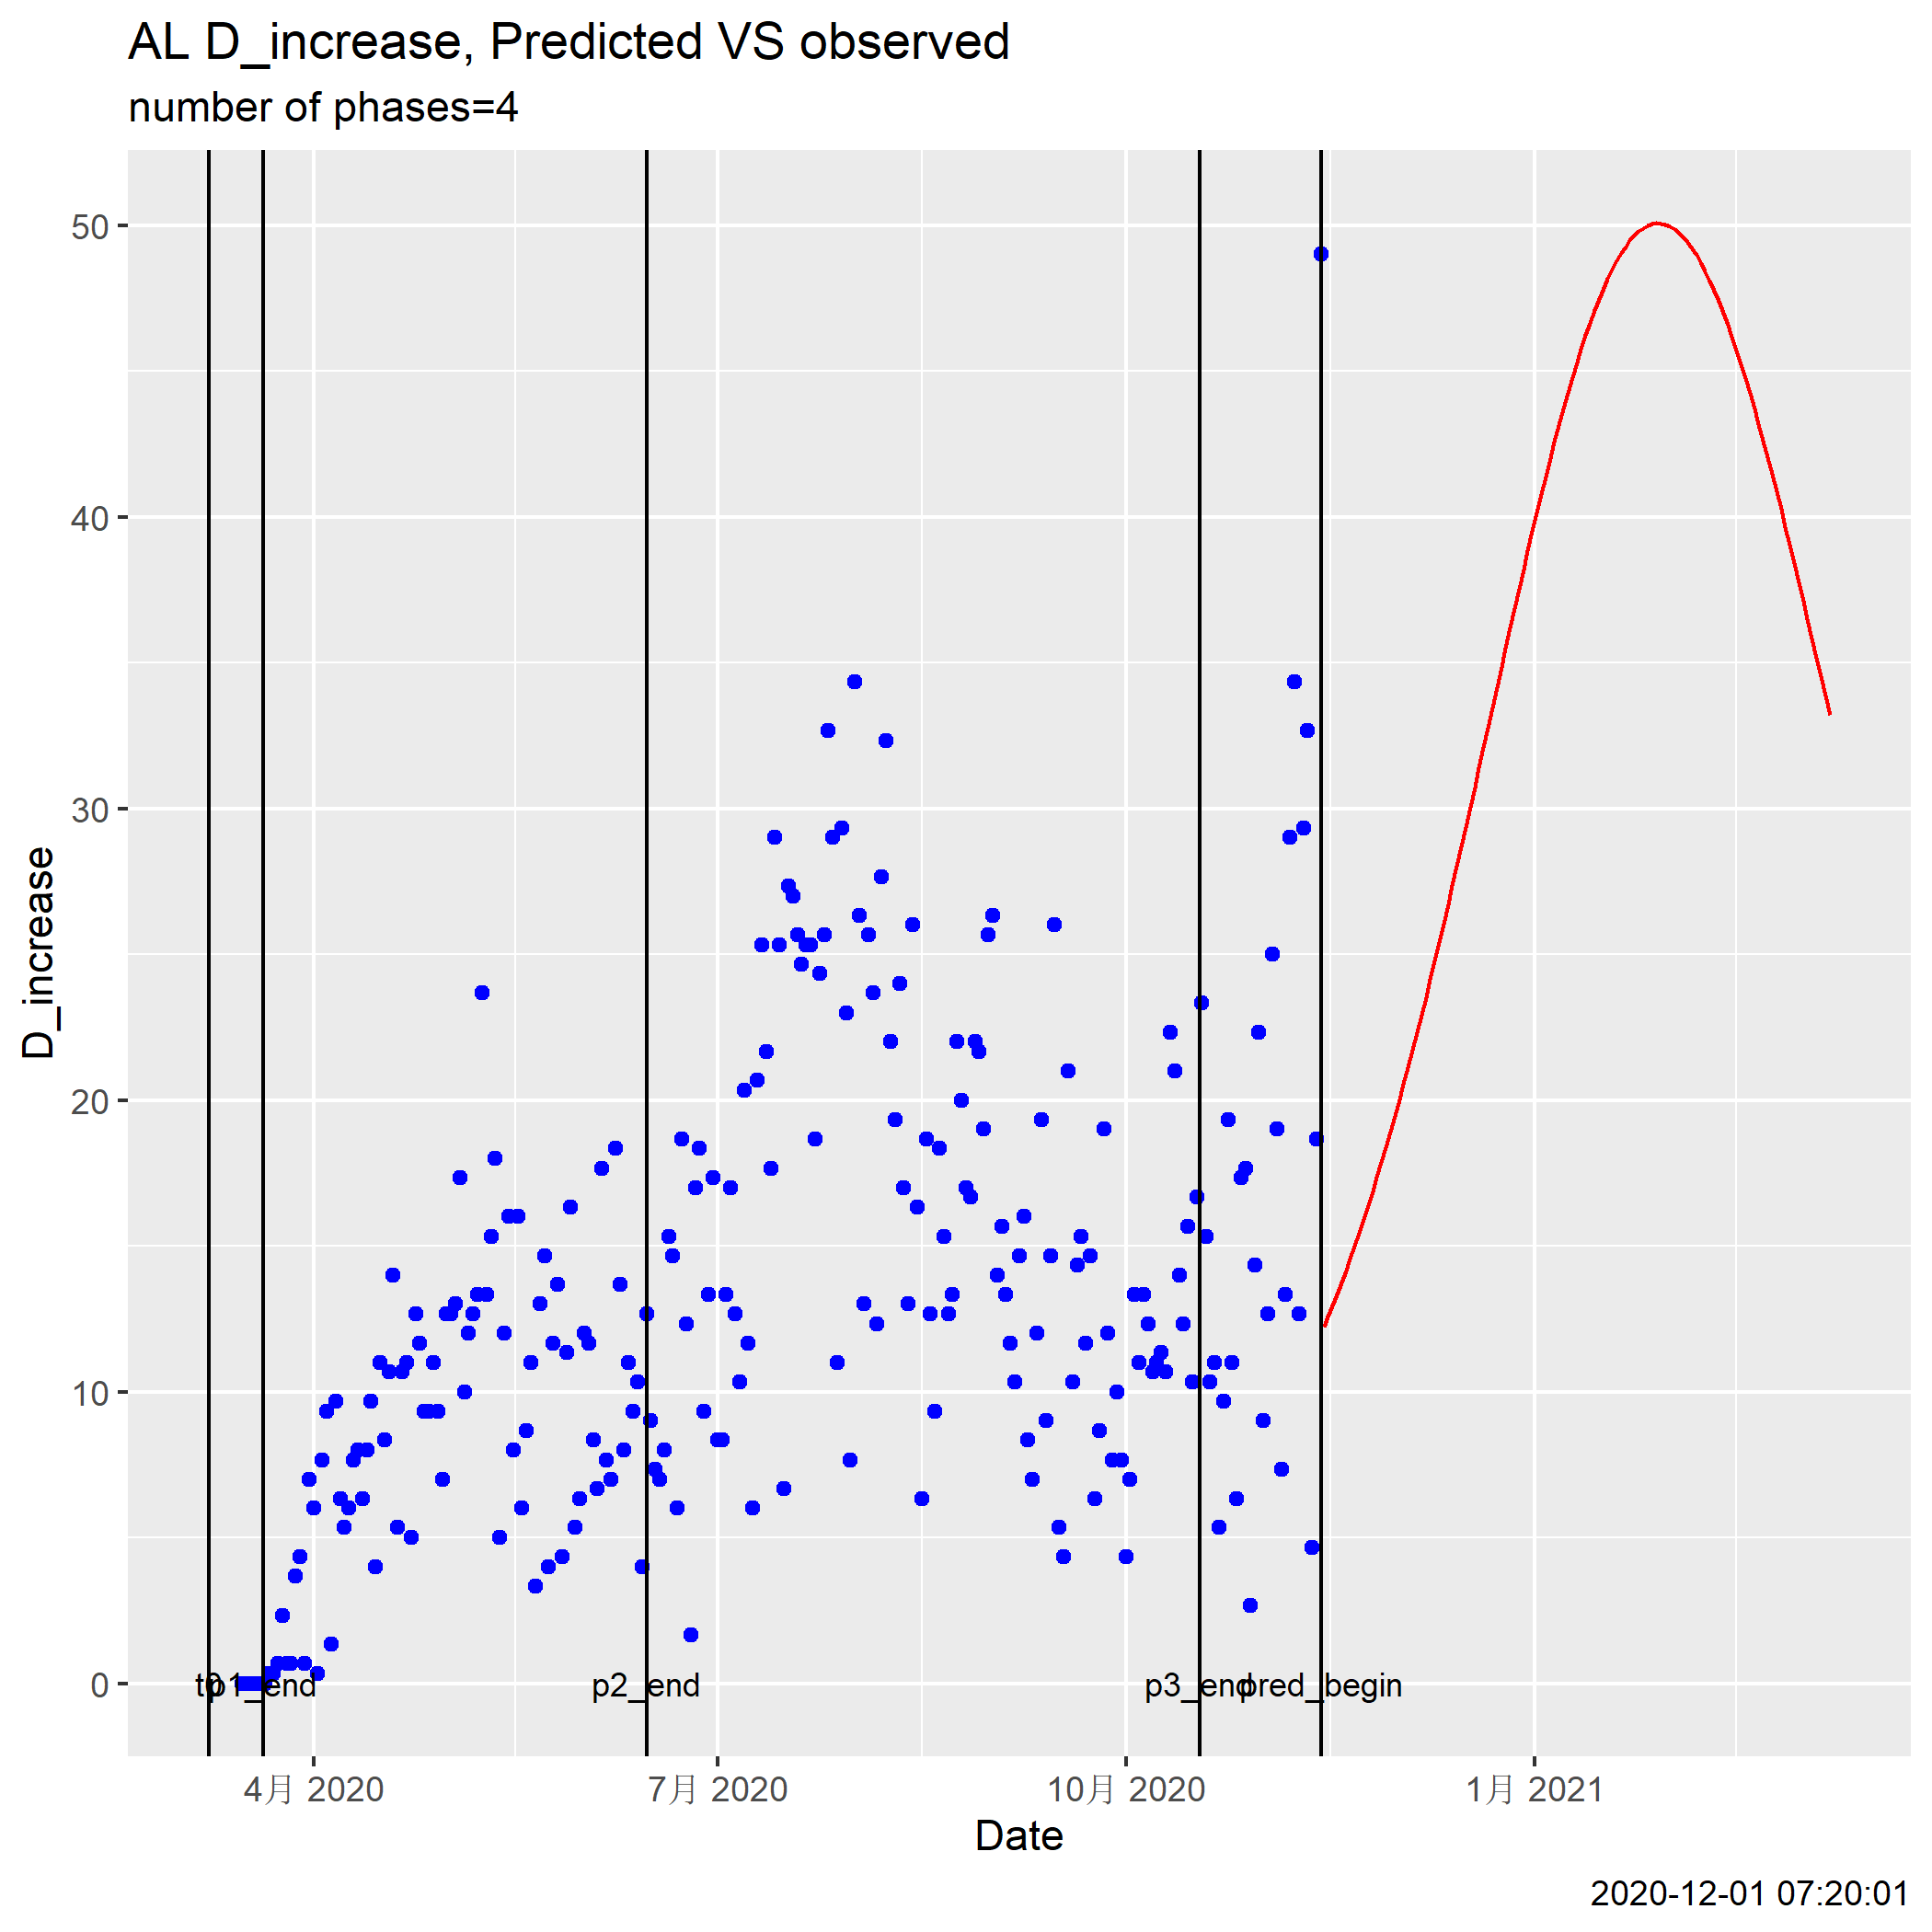 AL D_increase, Predicted VS observed
number of phases=4
50
40
30
20
10
0
D_increase
t0
p1_end
p2_end
p3_end
pred_begin
4月 2020
7月 2020
10月 2020
1月 2021
Date
2020-12-01 07:20:01